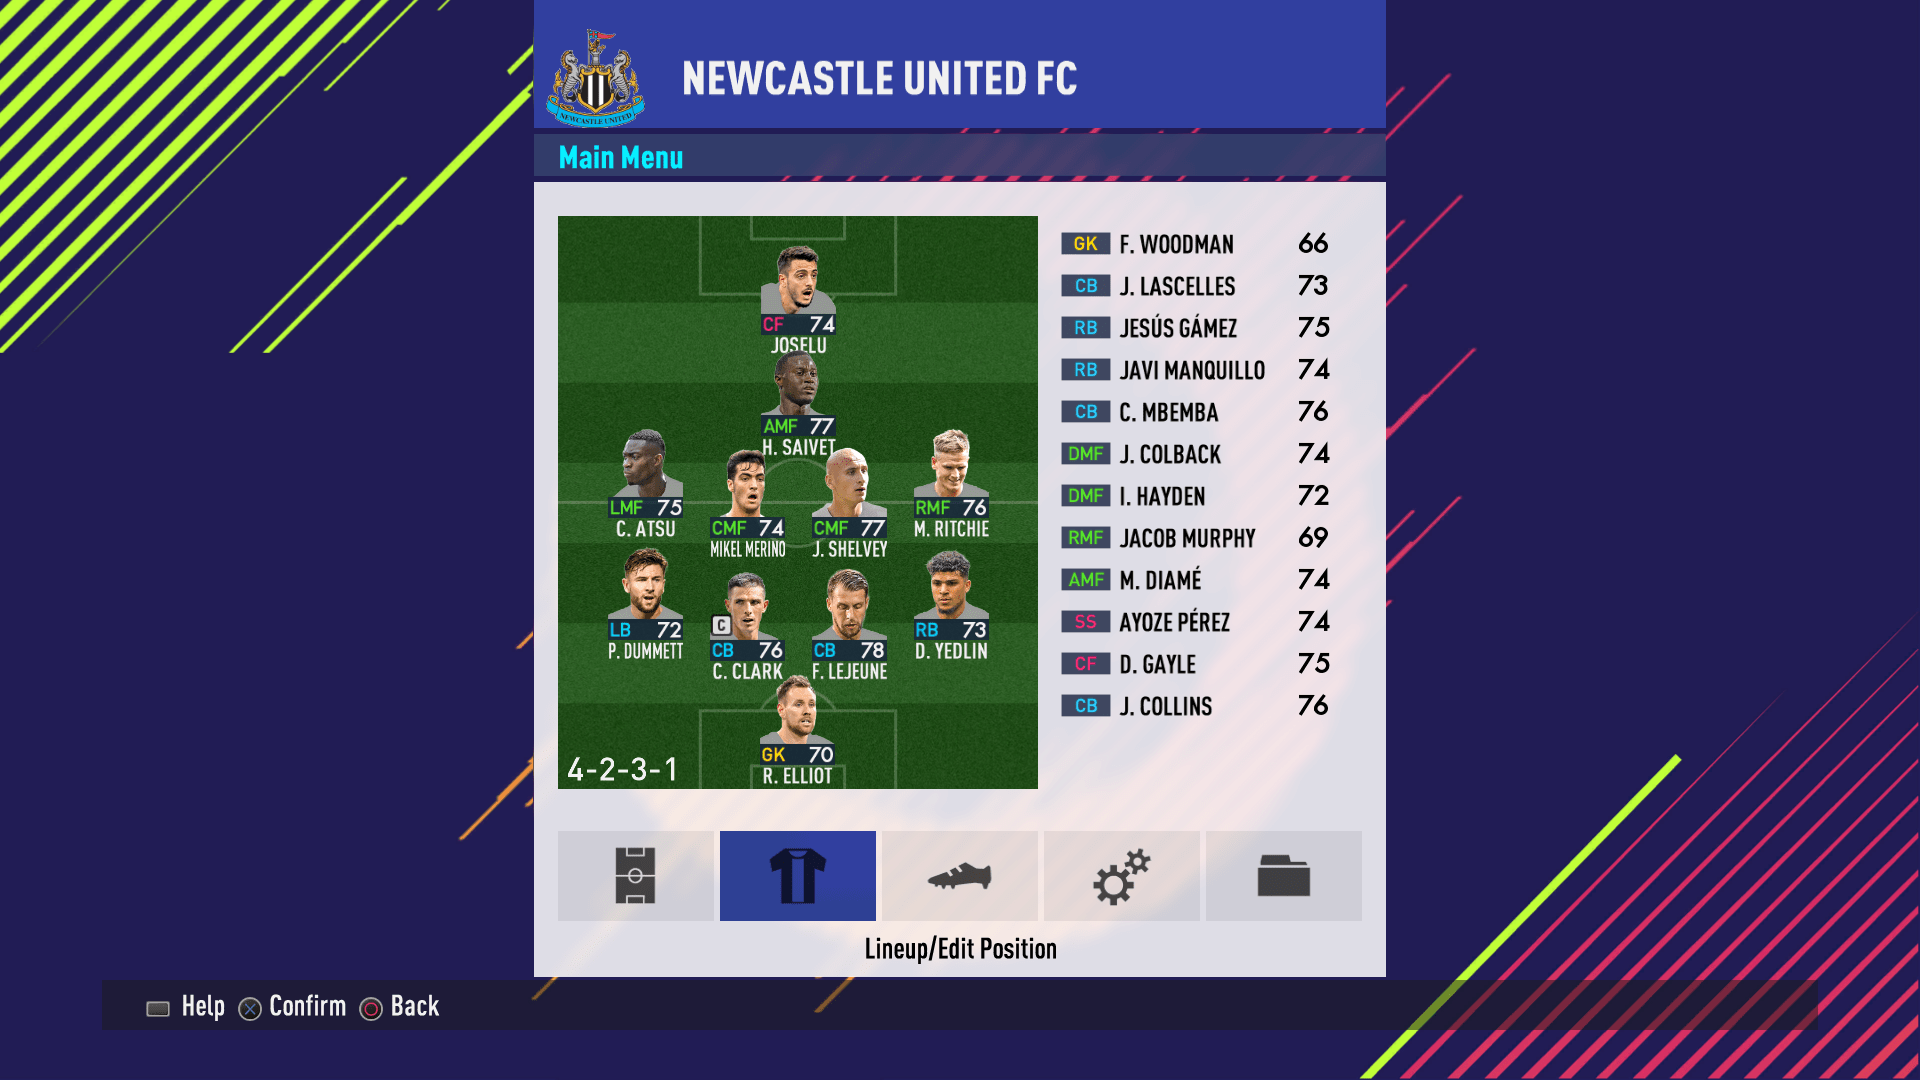 NEWCASTLE UNITED FC
NEWCASTLE UNITED
Main Menu
CF 74
JOSELU
AMF 77
H. SAIVET
LMF 75
C. ATSU
CMF 74
MIKEL MERINO
CMF 77
J. SHELVEY
RMF 76
M. RITCHIE
LB 72
P. DUMMETT
C
CB 76
C. CLARK
CB 78
F. LEJEUNE
RB 73
D. YEDLIN
GK 70
R. ELLIOT
4-2-3-1
GK F. WOODMAN 66
CB J. LASCELLES 73
RB JESÚS GÁMEZ 75
RB JAVI MANQUILLO 74
CB C. MBEMBA 76
DMF J. COLBACK 74
DMF I. HAYDEN 72
RMF JACOB MURPHY 69
AMF M. DIAMÉ 74
SS AYOZE PÉREZ 74
CF D. GAYLE 75
CB J. COLLINS 76
Lineup/Edit Position
Help Confirm Back